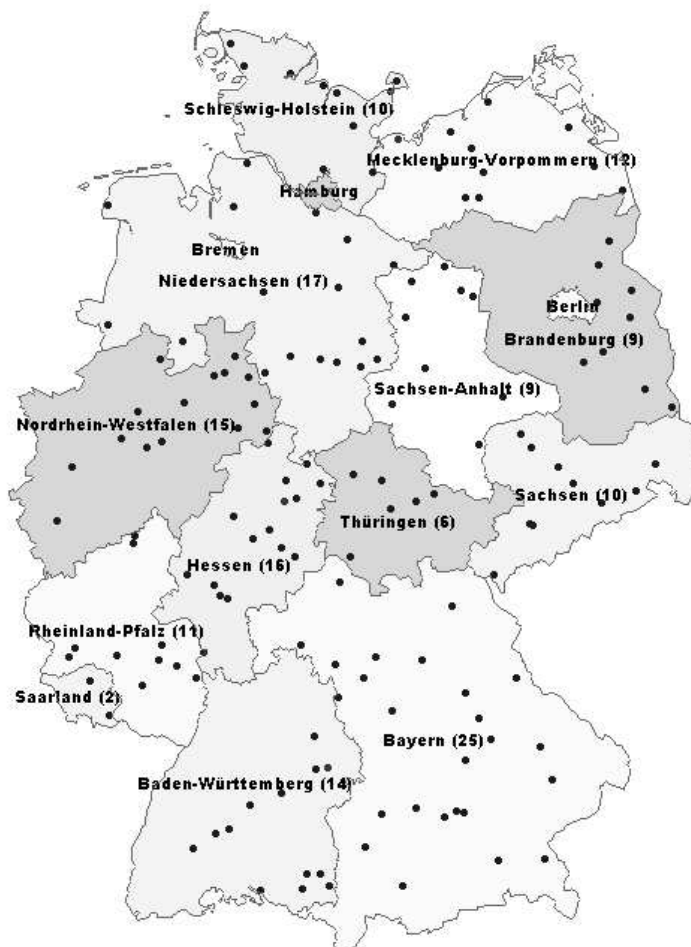 Schleswig-Holstein (10)
Mecklenburg-Vorpommern (12)
Hamburg
Bremen
Niedersachsen (17)
Berlin
Brandenburg (9)
Sachsen-Anhalt (9)
Nordrhein-Westfalen (15)
Sachsen (10)
Thüringen (6)
Hessen (16)
Rheinland-Pfalz (11)
Saarland (2)
Bayern (25)
Baden-Württemberg (14)